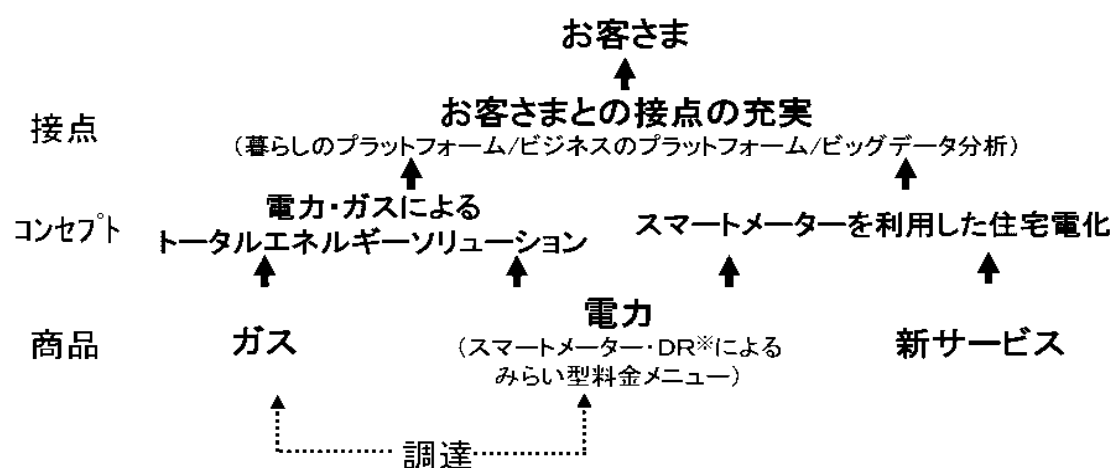 お客さま
接点
お客さまとの接点の充実
(暮らしのプラットフォーム/ビジネスのプラットフォーム/ビッグデータ分析)
コンセプト
電力・ガスによる
トータルエネルギーソリューション
スマートメーターを利用した住宅電化
商品
ガス
電力
(スマートメーター・DR※による
みらい型料金メニュー)
新サービス
調達